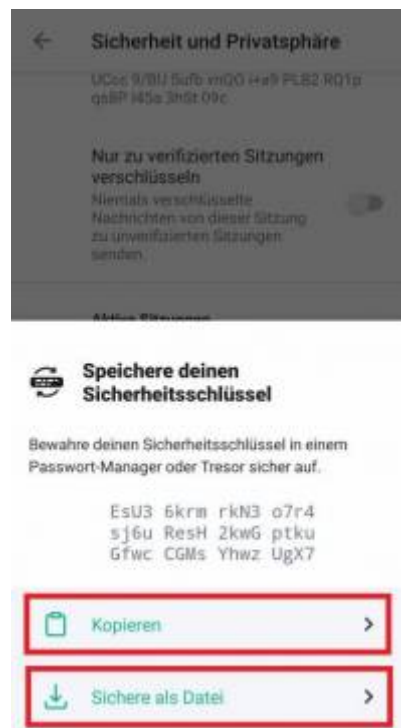 Sicherheit und Privatsphäre
Nur zu verifizierten Sitzungen
verschlüsseln
Niemals verschlüsselte
Nachrichten von dieser Sitzung
zu unverifizierten Sitzungen
senden.
Aktive Sitzungen
Speichere deinen
Sicherheitsschlüssel
Bewahre deinen Sicherheitsschlüssel in einem
Passwort-Manager oder Tresor sicher auf.
EsU3 6krm rkN3 o7r4
sj6u ResH 2kwG ptku
Gfwc CGMs Yhwz UgX7
Kopieren
Sichere als Datei